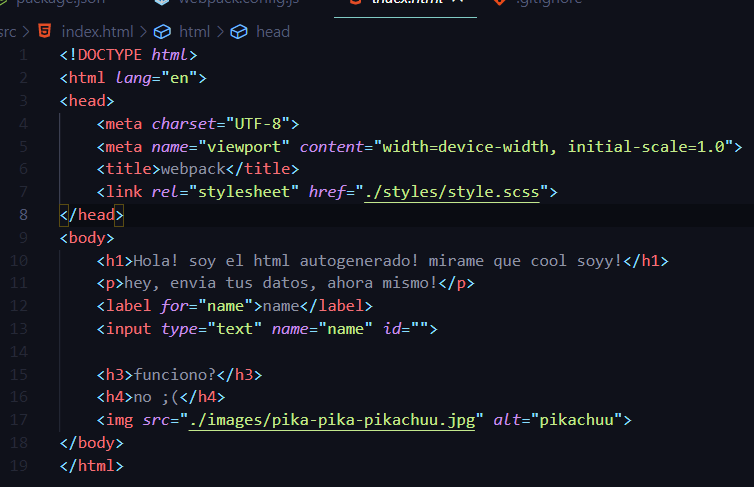 package.json webpack.config.js index.html .gitignore
src > index.html > html > head
1 <!DOCTYPE html>
2 <html lang="en">
3 <head>
4 <meta charset="UTF-8">
5 <meta name="viewport" content="width=device-width, initial-scale=1.0">
6 <title>webpack</title>
7 <link rel="stylesheet" href="./styles/style.scss">
8 </head>
9 <body>
10 <h1>Hola! soy el html autogenerado! mirame que cool soyy!</h1>
11 <p>hey, envia tus datos, ahora mismo!</p>
12 <label for="name">name</label>
13 <input type="text" name="name" id="">
14
15 <h3>funciono?</h3>
16 <h4>no ;(</h4>
17 <img src="./images/pika-pika-pikachuu.jpg" alt="pikachuu">
18 </body>
19 </html>